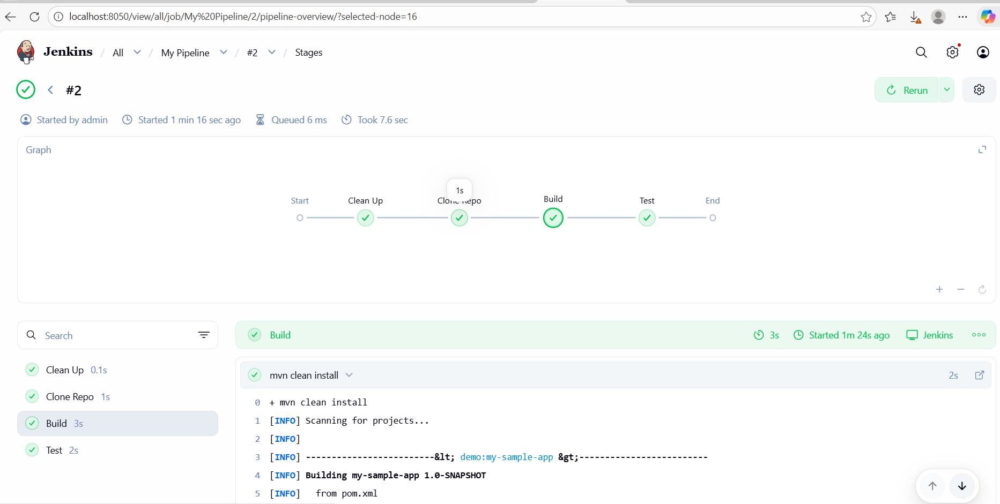 localhost:8050/view/all/job/My%20Pipeline/2/pipeline-overview/?selected-node=16
Jenkins / All / My Pipeline / #2 / Stages
#2
Rerun
Started by admin Started 1 min 16 sec ago Queued 6 ms Took 7.6 sec
Graph
1s
Start Clean Up Clone Repo Build Test End
Search
Build 3s Started 1m 24s ago Jenkins
Clean Up 0.1s
Clone Repo 1s
Build 3s
Test 2s
mvn clean install 2s
0 + mvn clean install
1 [INFO] Scanning for projects...
2 [INFO]
3 [INFO] -------------------------&lt; demo:my-sample-app &gt;-------------------------
4 [INFO] Building my-sample-app 1.0-SNAPSHOT
5 [INFO]   from pom.xml